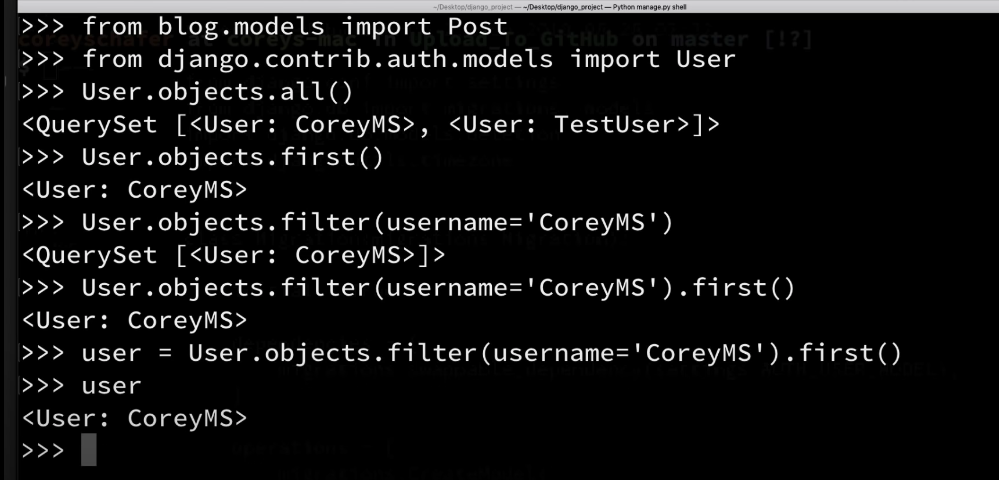 ~/Desktop/django_project — ~/Desktop/django_project — Python manage.py shell
>>> from blog.models import Post
>>> from django.contrib.auth.models import User
>>> User.objects.all()
<QuerySet [<User: CoreyMS>, <User: TestUser>]>
>>> User.objects.first()
<User: CoreyMS>
>>> User.objects.filter(username='CoreyMS')
<QuerySet [<User: CoreyMS>]>
>>> User.objects.filter(username='CoreyMS').first()
<User: CoreyMS>
>>> user = User.objects.filter(username='CoreyMS').first()
>>> user
<User: CoreyMS>
>>>